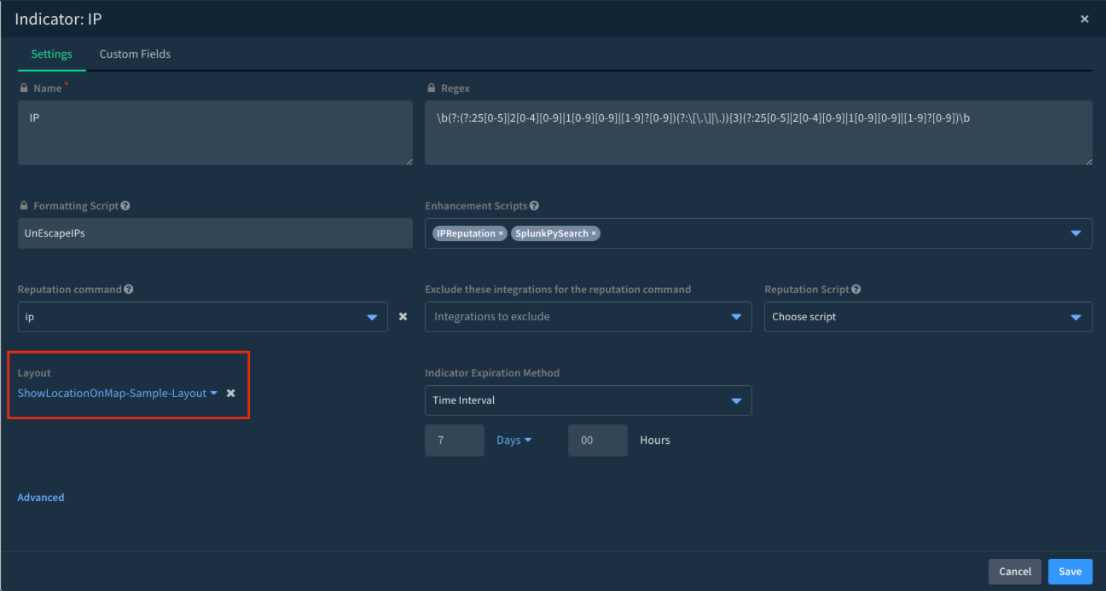 Indicator: IP
×
Settings Custom Fields
Name *
Regex
IP
\b(?:(?:25[0-5]|2[0-4][0-9]|1[0-9][0-9]|[1-9]?[0-9])(?:\[\.\]|\.)){3}(?:25[0-5]|2[0-4][0-9]|1[0-9][0-9]|[1-9]?[0-9])\b
Formatting Script ?
Enhancement Scripts ?
UnEscapeIPs
IPReputation × SplunkPySearch ×
Reputation command ?
Exclude these integrations for the reputation command
Reputation Script ?
ip ×
Integrations to exclude
Choose script
Layout
Indicator Expiration Method
ShowLocationOnMap-Sample-Layout ×
Time Interval
7 Days 00 Hours
Advanced
Cancel Save